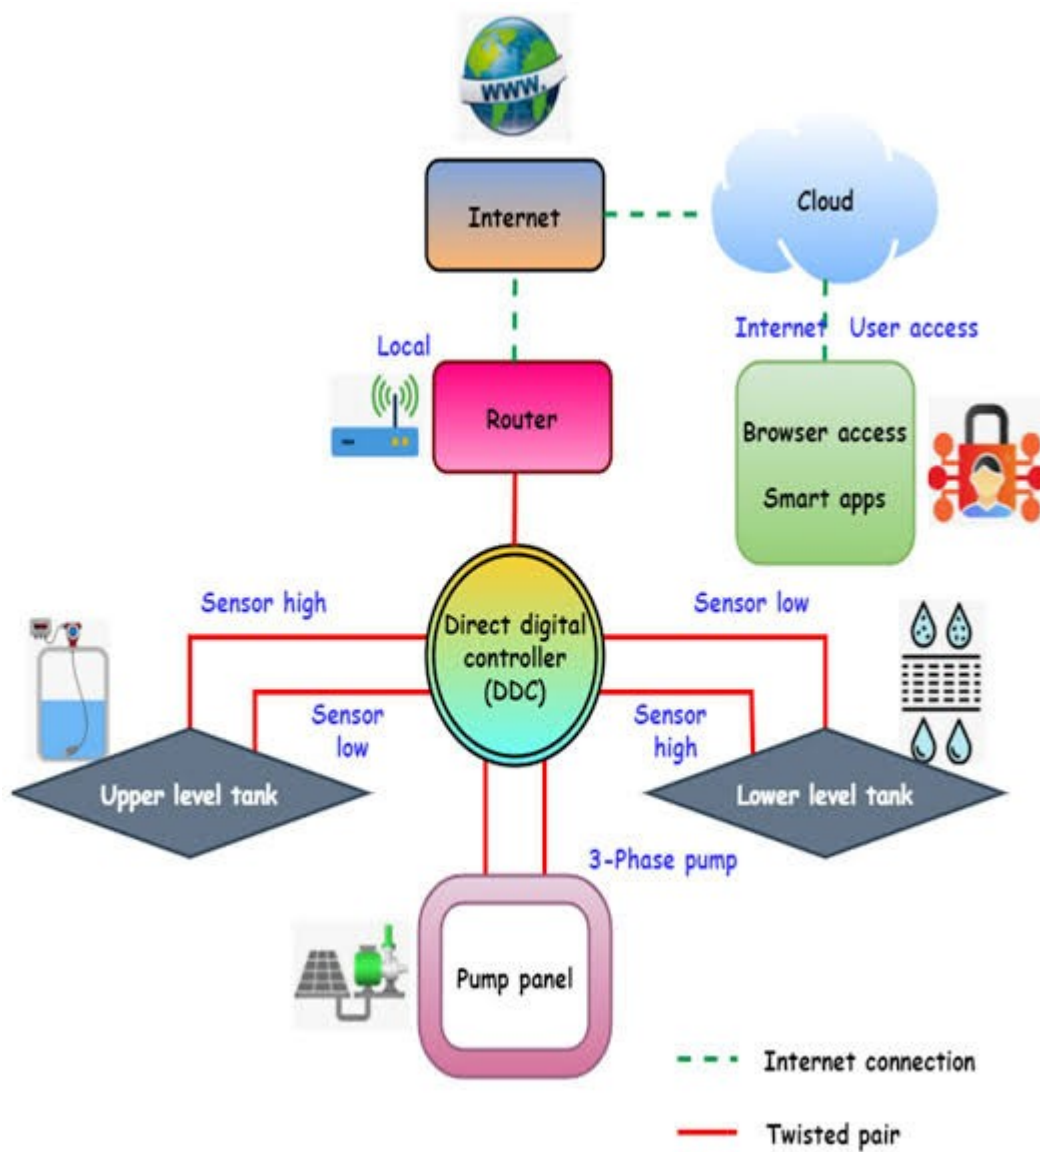 WWW.
Internet
Cloud
Internet User access
Local
Router
Browser access
Smart apps
Sensor high
Sensor low
Direct digital
controller
(DDC)
Sensor
low
Sensor
high
Upper level tank
Lower level tank
3-Phase pump
Pump panel
Internet connection
Twisted pair